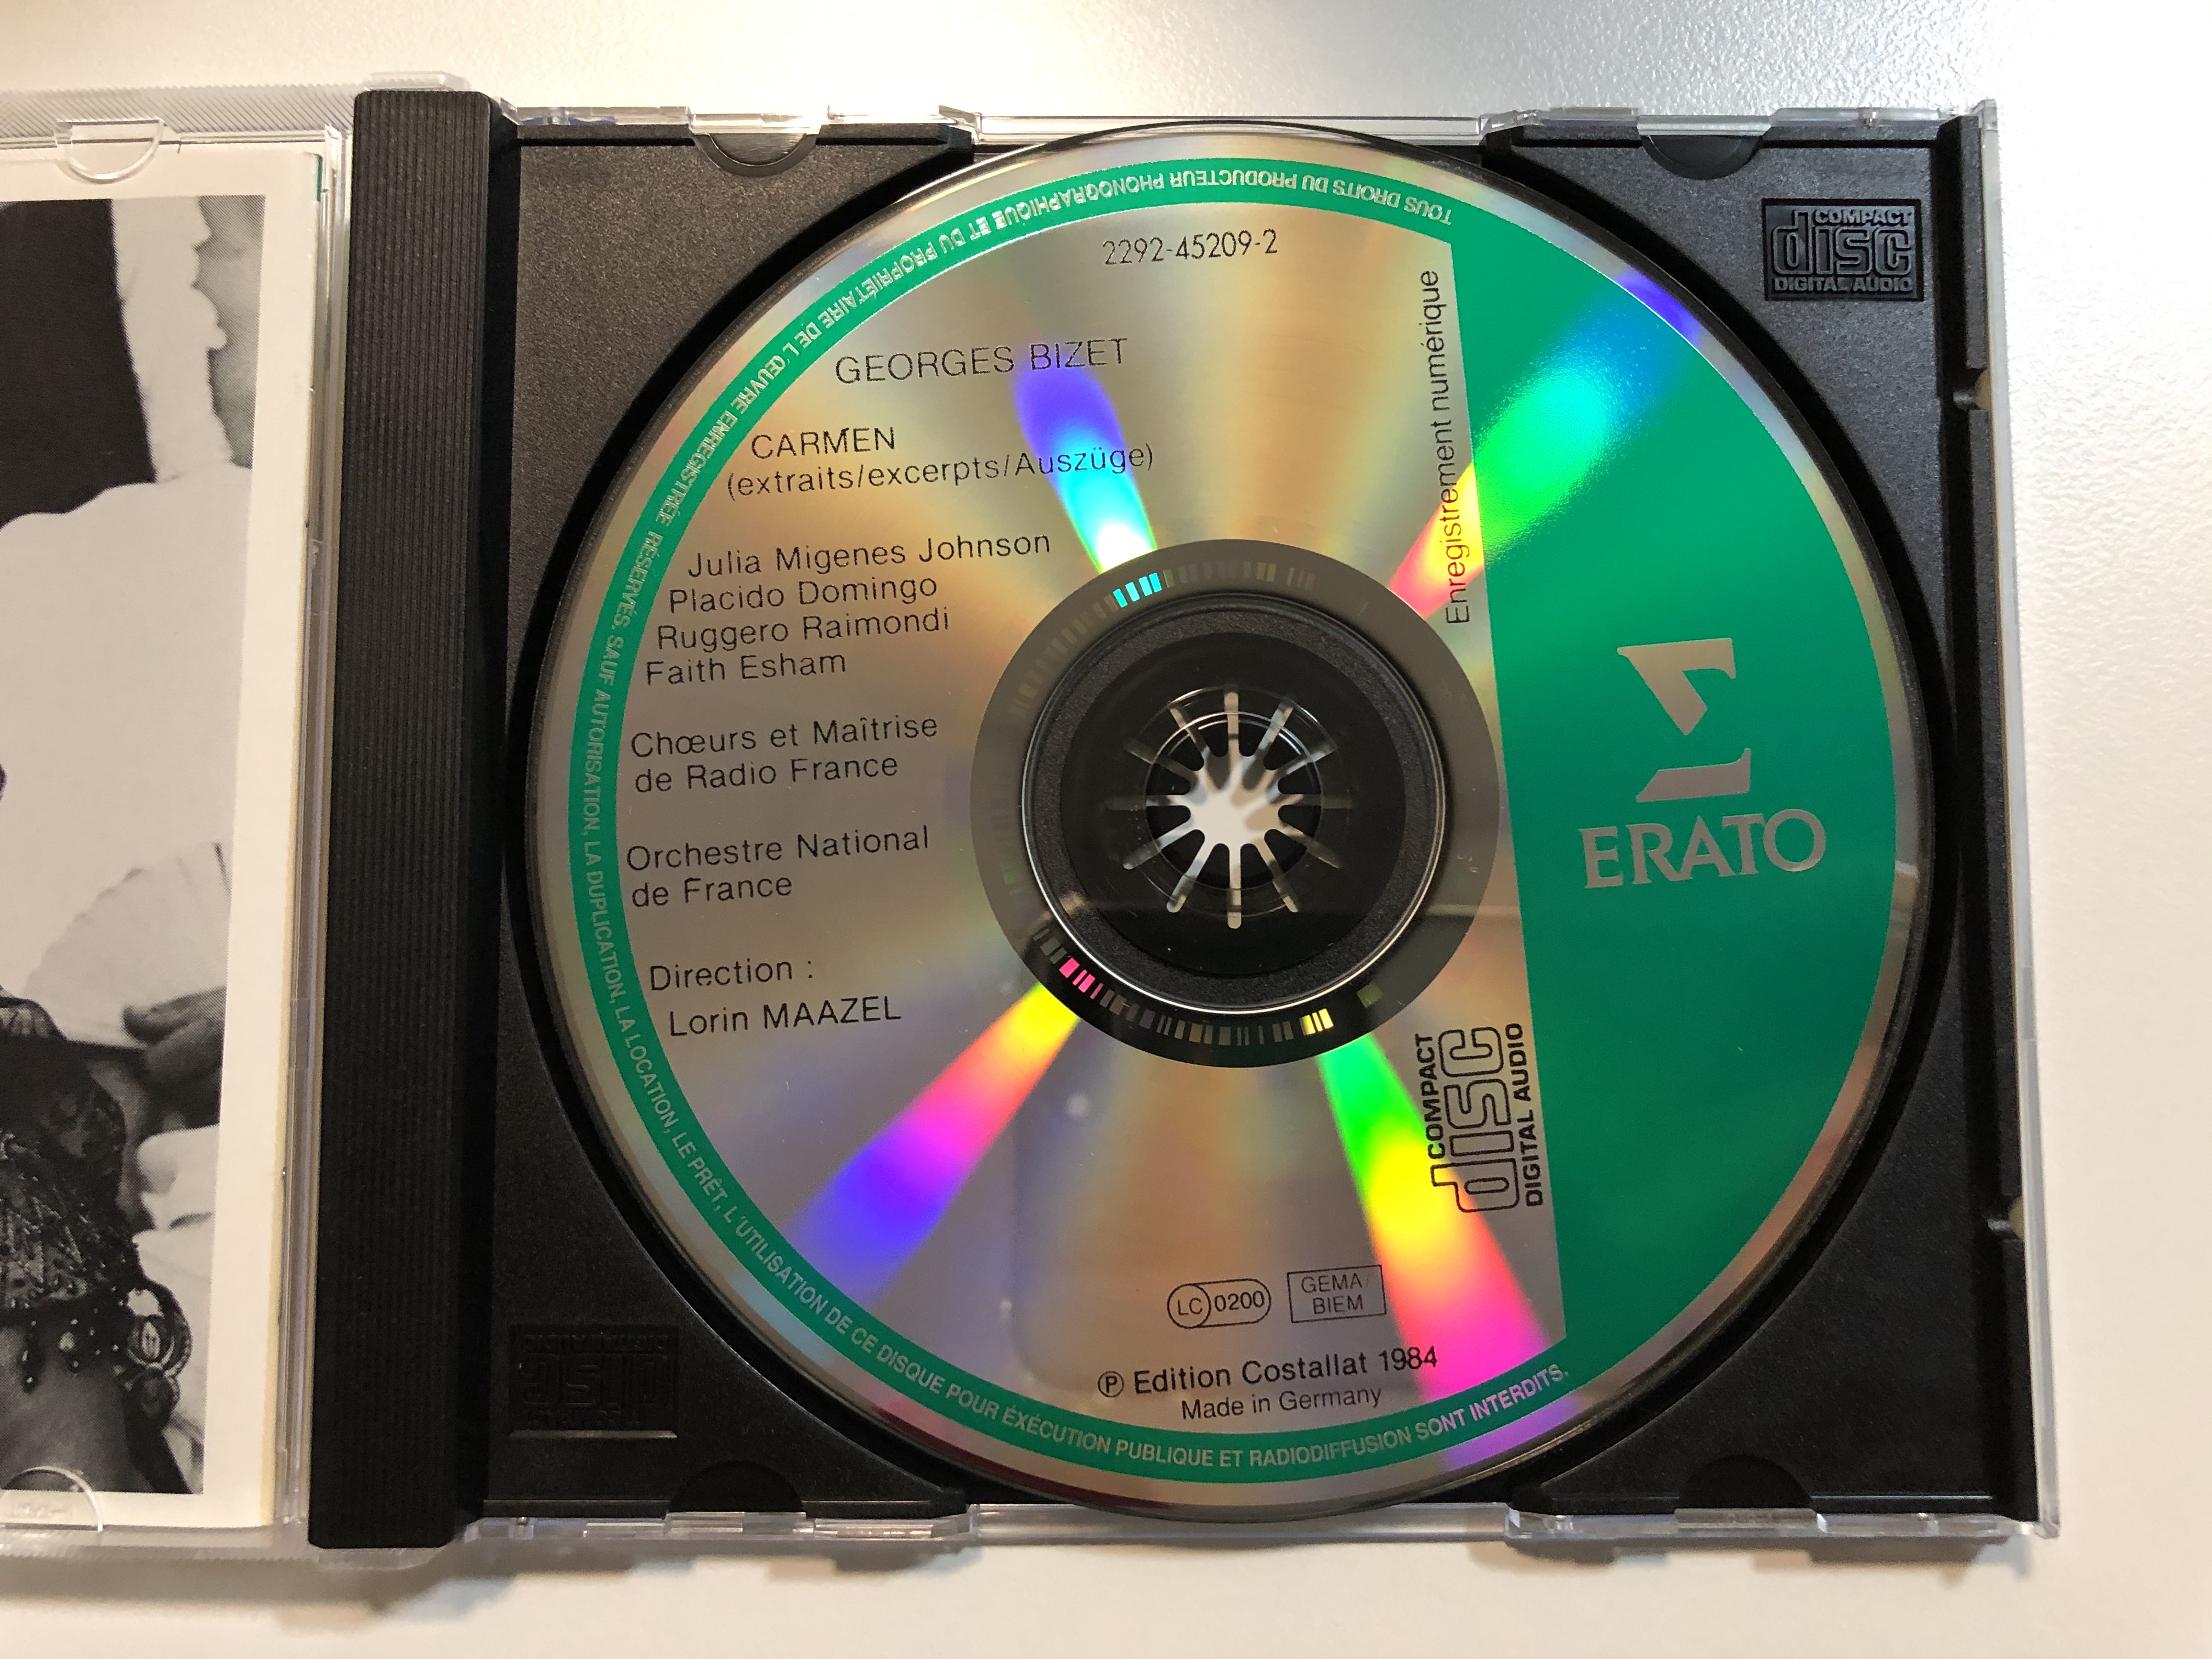 TOUS DROITS DU PRODUCTEUR PHONOGRAPHIQUE ET DU PROPRIÉTAIRE DE L'ŒUVRE ENREGISTRÉE RÉSERVÉS. SAUF AUTORISATION, LA DUPLICATION, LA LOCATION, LE PRÊT, L'UTILISATION DE CE DISQUE POUR ÉXÉCUTION PUBLIQUE ET RADIODIFFUSION SONT INTERDITS.
2292-45209-2
GEORGES BIZET
CARMEN
(extraits/excerpts/Auszüge)
Julia Migenes Johnson
Placido Domingo
Ruggero Raimondi
Faith Esham
Chœurs et Maîtrise
de Radio France
Orchestre National
de France
Direction :
Lorin MAAZEL
Enregistrement numérique
ERATO
COMPACT
disc
DIGITAL AUDIO
LC 0200
GEMA/
BIEM
℗ Edition Costallat 1984
Made in Germany
COMPACT
disc
DIGITAL AUDIO